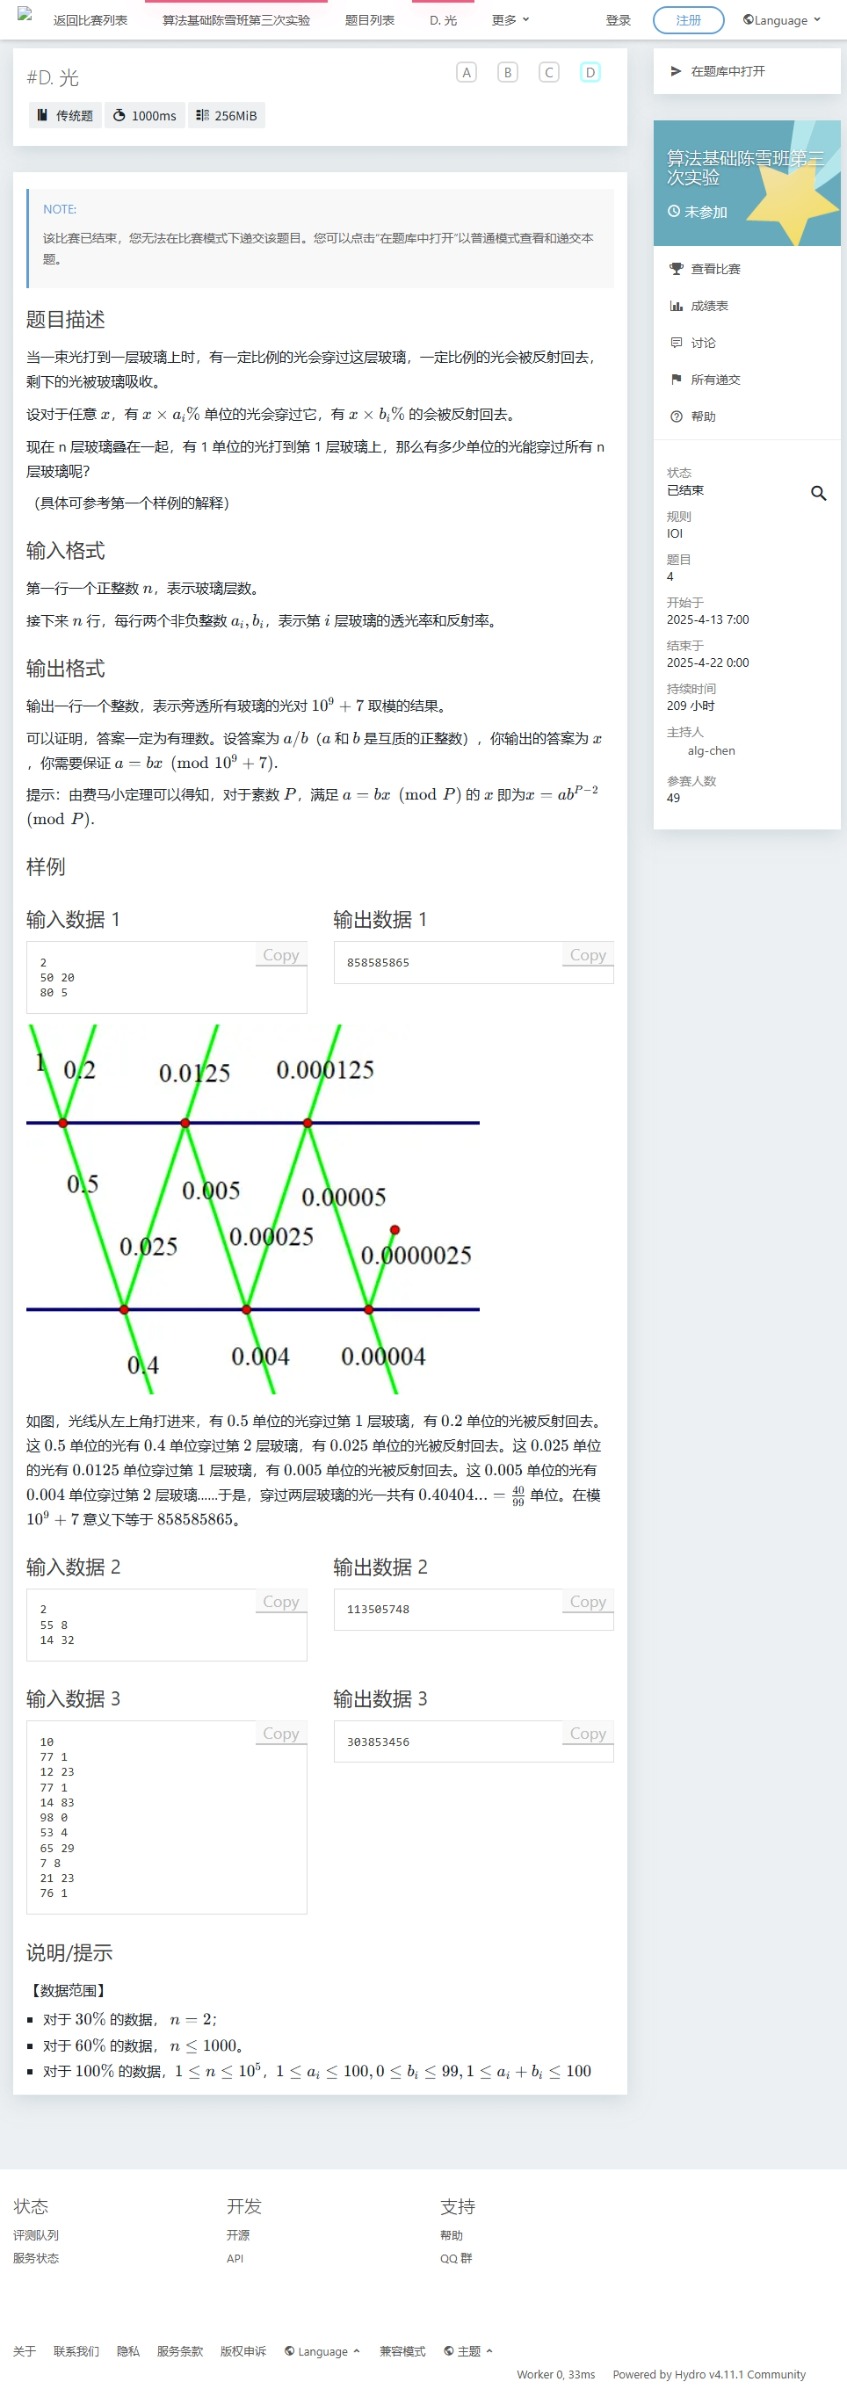 返回比赛列表 算法基础陈雪班第三次实验 题目列表 D. 光 更多 登录 注册 Language
#D. 光
A B C D
传统题 1000ms 256MiB
NOTE:
该比赛已结束，您无法在比赛模式下递交该题目。您可以点击“在题库中打开”以普通模式查看和递交本
题。
题目描述
当一束光打到一层玻璃上时，有一定比例的光会穿过这层玻璃，一定比例的光会被反射回去，
剩下的光被玻璃吸收。
设对于任意 x，有 x × a_i% 单位的光会穿过它，有 x × b_i% 的会被反射回去。
现在 n 层玻璃叠在一起，有 1 单位的光打到第 1 层玻璃上，那么有多少单位的光能穿过所有 n
层玻璃呢？
（具体可参考第一个样例的解释）
输入格式
第一行一个正整数 n，表示玻璃层数。
接下来 n 行，每行两个非负整数 a_i, b_i，表示第 i 层玻璃的透光率和反射率。
输出格式
输出一行一个整数，表示旁透所有玻璃的光对 10^9 + 7 取模的结果。
可以证明，答案一定为有理数。设答案为 a/b（a 和 b 是互质的正整数），你输出的答案为 x
，你需要保证 a = bx (mod 10^9 + 7).
提示：由费马小定理可以得知，对于素数 P，满足 a = bx (mod P) 的 x 即为x = ab^{P−2}
(mod P).
样例
输入数据 1
Copy
2
50 20
80 5
输出数据 1
Copy
858585865
1 0.2 0.0125 0.000125
0.5 0.005 0.00005
0.025 0.00025 0.0000025
0.4 0.004 0.00004
如图，光线从左上角打进来，有 0.5 单位的光穿过第 1 层玻璃，有 0.2 单位的光被反射回去。
这 0.5 单位的光有 0.4 单位穿过第 2 层玻璃，有 0.025 单位的光被反射回去。这 0.025 单位
的光有 0.0125 单位穿过第 1 层玻璃，有 0.005 单位的光被反射回去。这 0.005 单位的光有
0.004 单位穿过第 2 层玻璃......于是，穿过两层玻璃的光一共有 0.40404... = 40/99 单位。在模
10^9 + 7 意义下等于 858585865。
输入数据 2
Copy
2
55 8
14 32
输出数据 2
Copy
113505748
输入数据 3
Copy
10
77 1
12 23
77 1
14 83
98 0
53 4
65 29
7 8
21 23
76 1
输出数据 3
Copy
303853456
说明/提示
【数据范围】
对于 30% 的数据， n = 2；
对于 60% 的数据， n ≤ 1000。
对于 100% 的数据，1 ≤ n ≤ 10^5，1 ≤ a_i ≤ 100, 0 ≤ b_i ≤ 99, 1 ≤ a_i + b_i ≤ 100
在题库中打开
算法基础陈雪班第三
次实验
未参加
查看比赛
成绩表
讨论
所有递交
帮助
状态
已结束
规则
IOI
题目
4
开始于
2025-4-13 7:00
结束于
2025-4-22 0:00
持续时间
209 小时
主持人
alg-chen
参赛人数
49
状态
评测队列
服务状态
开发
开源
API
支持
帮助
QQ 群
关于 联系我们 隐私 服务条款 版权申诉 Language 兼容模式 主题
Worker 0, 33ms Powered by Hydro v4.11.1 Community